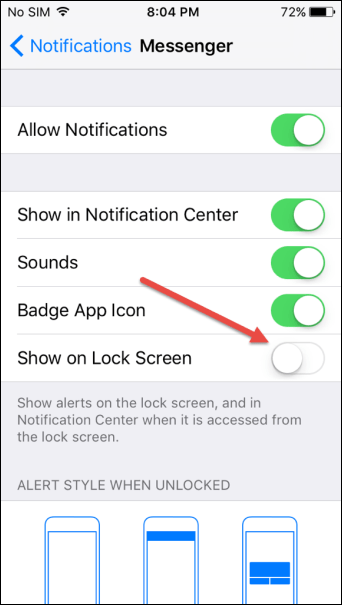 No SIM 8:04 PM 72%
Notifications Messenger
Allow Notifications
Show in Notification Center
Sounds
Badge App Icon
Show on Lock Screen
Show alerts on the lock screen, and in
Notification Center when it is accessed from
the lock screen.
ALERT STYLE WHEN UNLOCKED